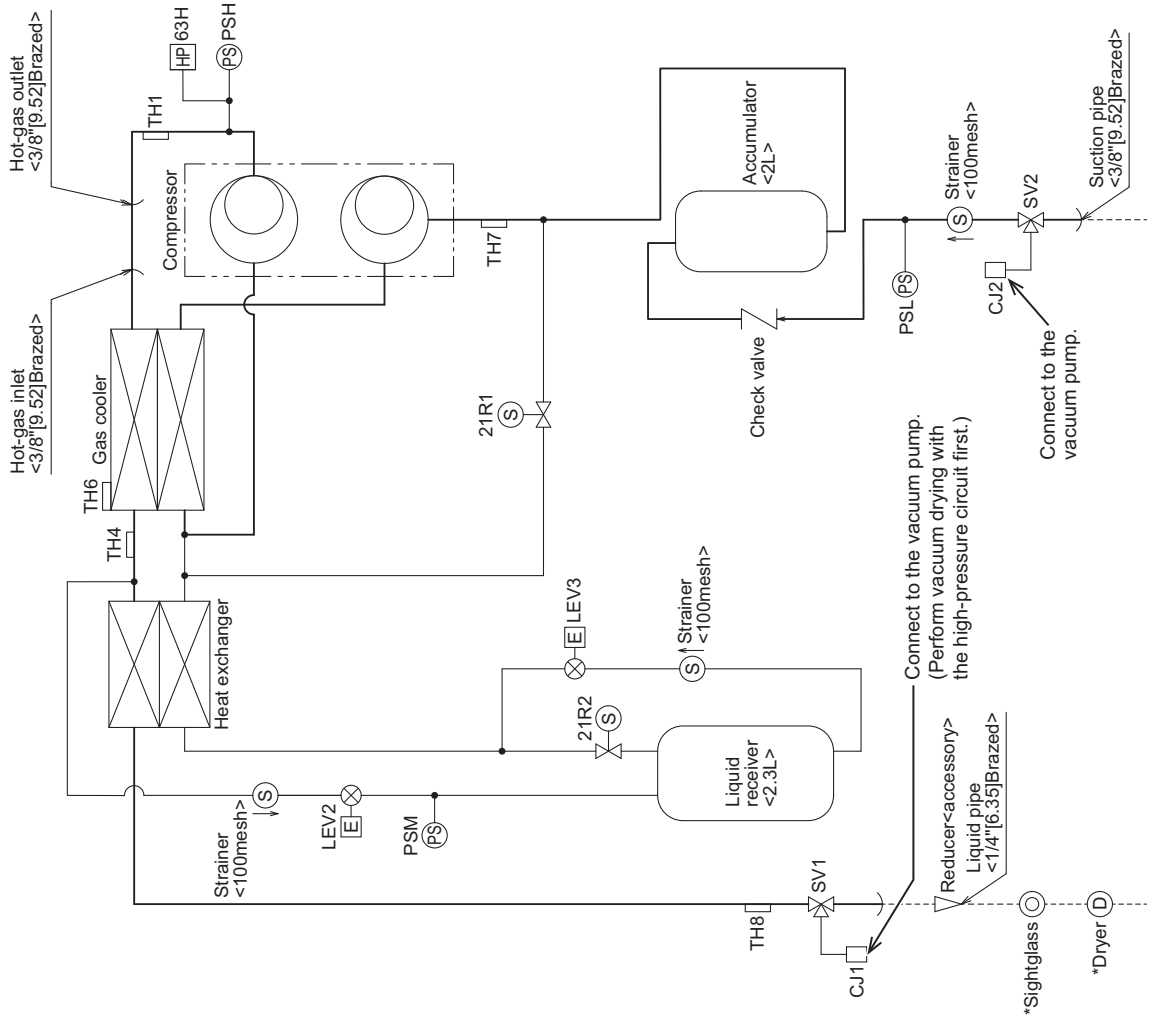 Hot-gas outlet
<3/8"[9.52]Brazed>
Hot-gas inlet
<3/8"[9.52]Brazed>
HP 63H
PS PSH
TH1
Compressor
Gas cooler
TH6
TH4
Heat exchanger
TH7
21R1
S
Accumulator
<2L>
Check valve
PSL PS
Strainer
<100mesh>
S
SV2
CJ2
Suction pipe
<3/8"[9.52]Brazed>
Connect to the
vacuum pump.
E LEV3
Strainer
<100mesh>
S
21R2
S
Liquid
receiver
<2.3L>
Strainer
<100mesh>
S
LEV2
E
PSM
PS
TH8
SV1
CJ1
Connect to the vacuum pump.
(Perform vacuum drying with
the high-pressure circuit first.)
Reducer<accessory>
Liquid pipe
<1/4"[6.35]Brazed>
*Sightglass
*Dryer D